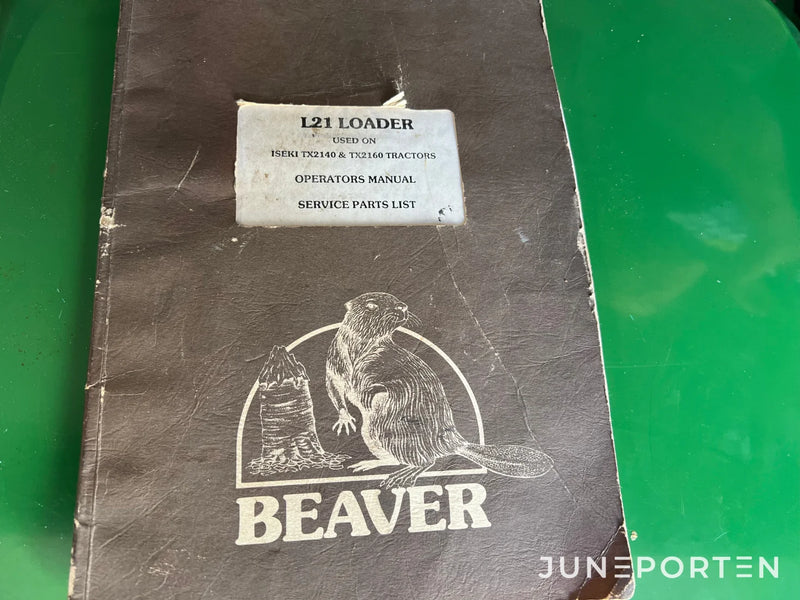 L21 LOADER
USED ON
ISEKI TX2140 & TX2160 TRACTORS
OPERATORS MANUAL
SERVICE PARTS LIST
BEAVER
JUNEPORTEN